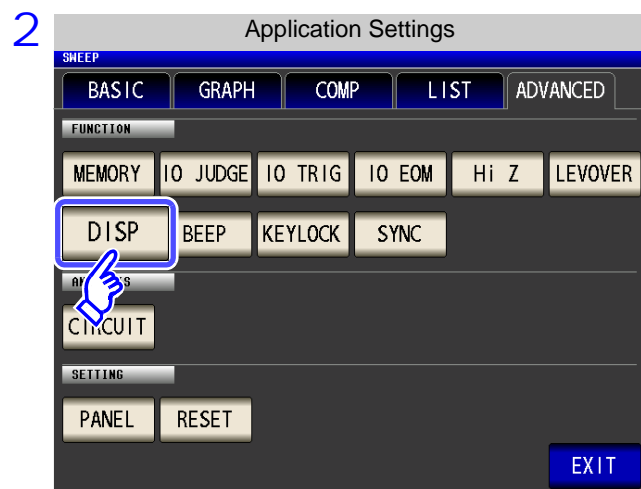 2
Application Settings
SWEEP
BASIC GRAPH COMP LIST ADVANCED
FUNCTION
MEMORY IO JUDGE IO TRIG IO EOM Hi Z LEVOVER
DISP BEEP KEYLOCK SYNC
CIRCUIT
SETTING
PANEL RESET
EXIT